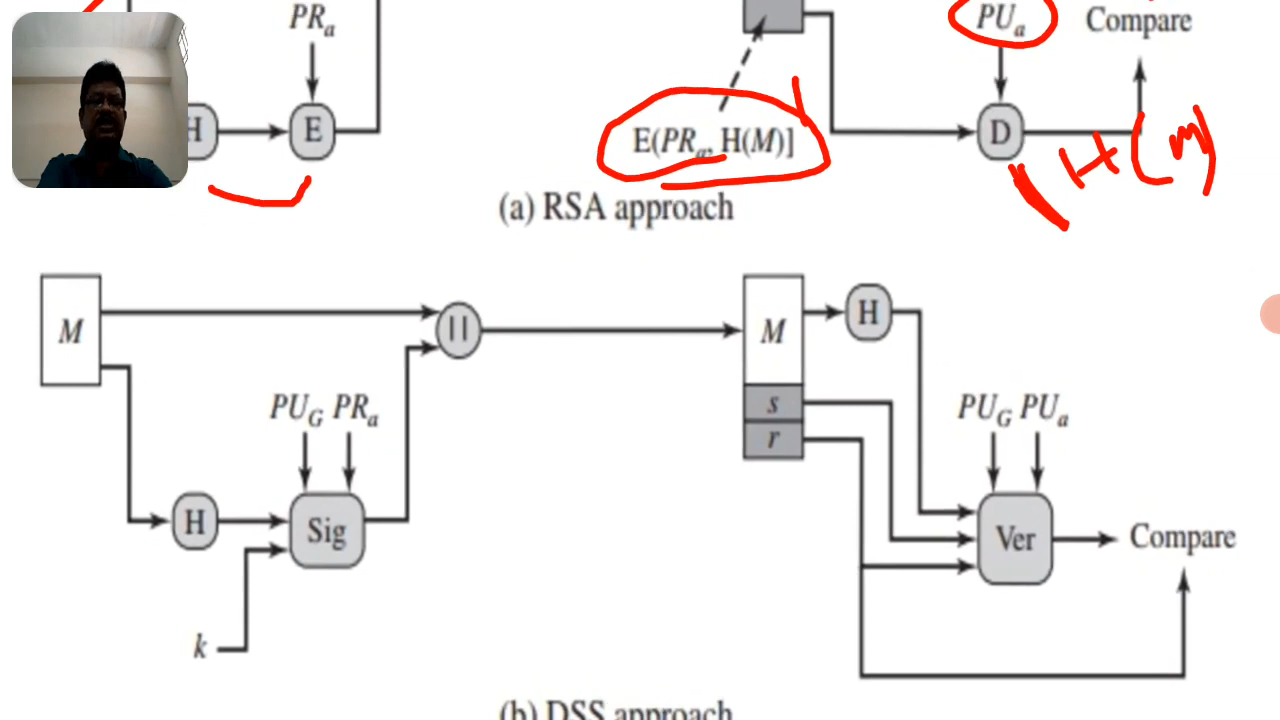 PRa
PUa
Compare
H
E
E(PRa, H(M)]
D
H(M)
(a) RSA approach
M
||
M
H
s
r
PUG PRa
PUG PUa
H
Sig
Ver
Compare
k
(b) DSS approach